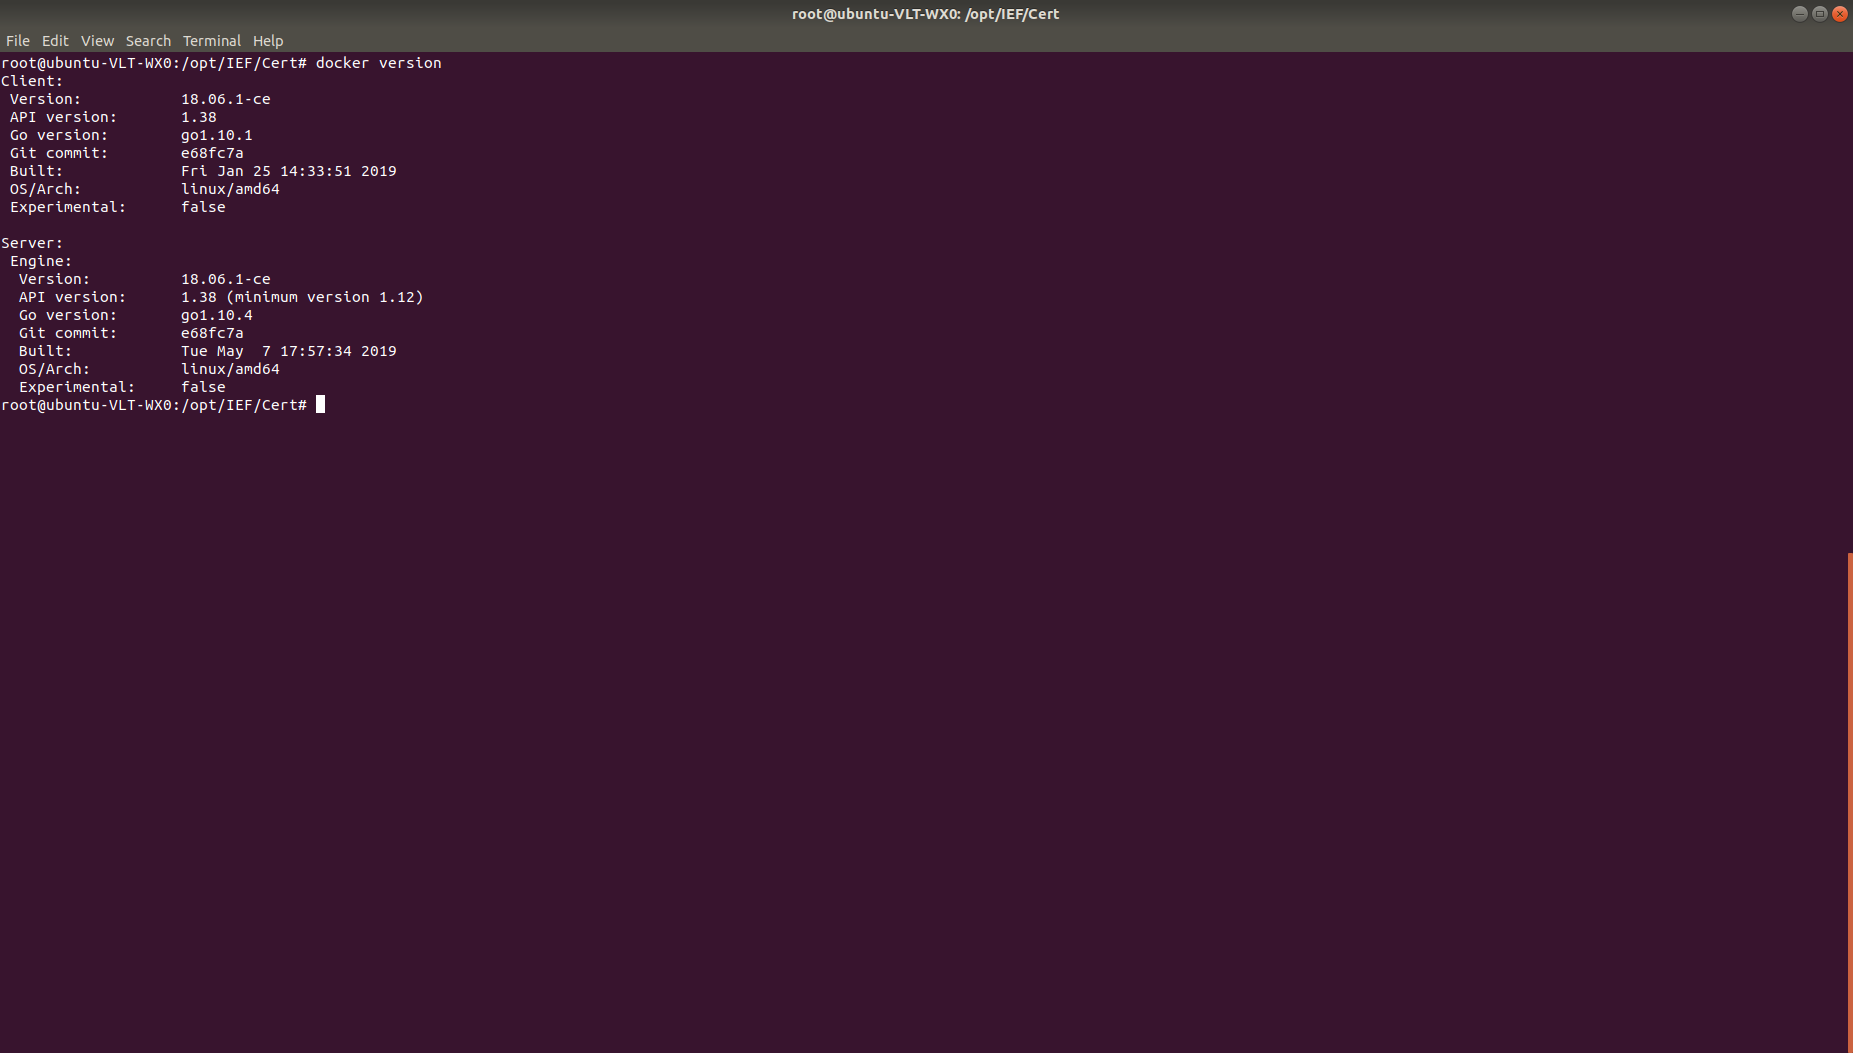 root@ubuntu-VLT-WX0: /opt/IEF/Cert
File Edit View Search Terminal Help
root@ubuntu-VLT-WX0:/opt/IEF/Cert# docker version
Client:
 Version:           18.06.1-ce
 API version:       1.38
 Go version:        go1.10.1
 Git commit:        e68fc7a
 Built:             Fri Jan 25 14:33:51 2019
 OS/Arch:           linux/amd64
 Experimental:      false

Server:
 Engine:
  Version:          18.06.1-ce
  API version:      1.38 (minimum version 1.12)
  Go version:       go1.10.4
  Git commit:       e68fc7a
  Built:            Tue May  7 17:57:34 2019
  OS/Arch:          linux/amd64
  Experimental:     false
root@ubuntu-VLT-WX0:/opt/IEF/Cert#